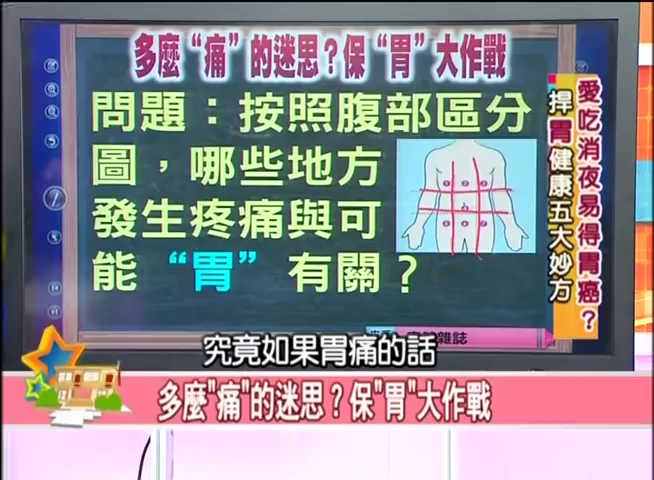 多麼“痛”的迷思？保“胃”大作戰
問題：按照腹部區分
圖，哪些地方
發生疼痛與可
能“胃”有關？
愛吃消夜易得胃癌？
捍胃健康五大妙方
雜誌
究竟如果胃痛的話
多麼"痛"的迷思？保"胃"大作戰